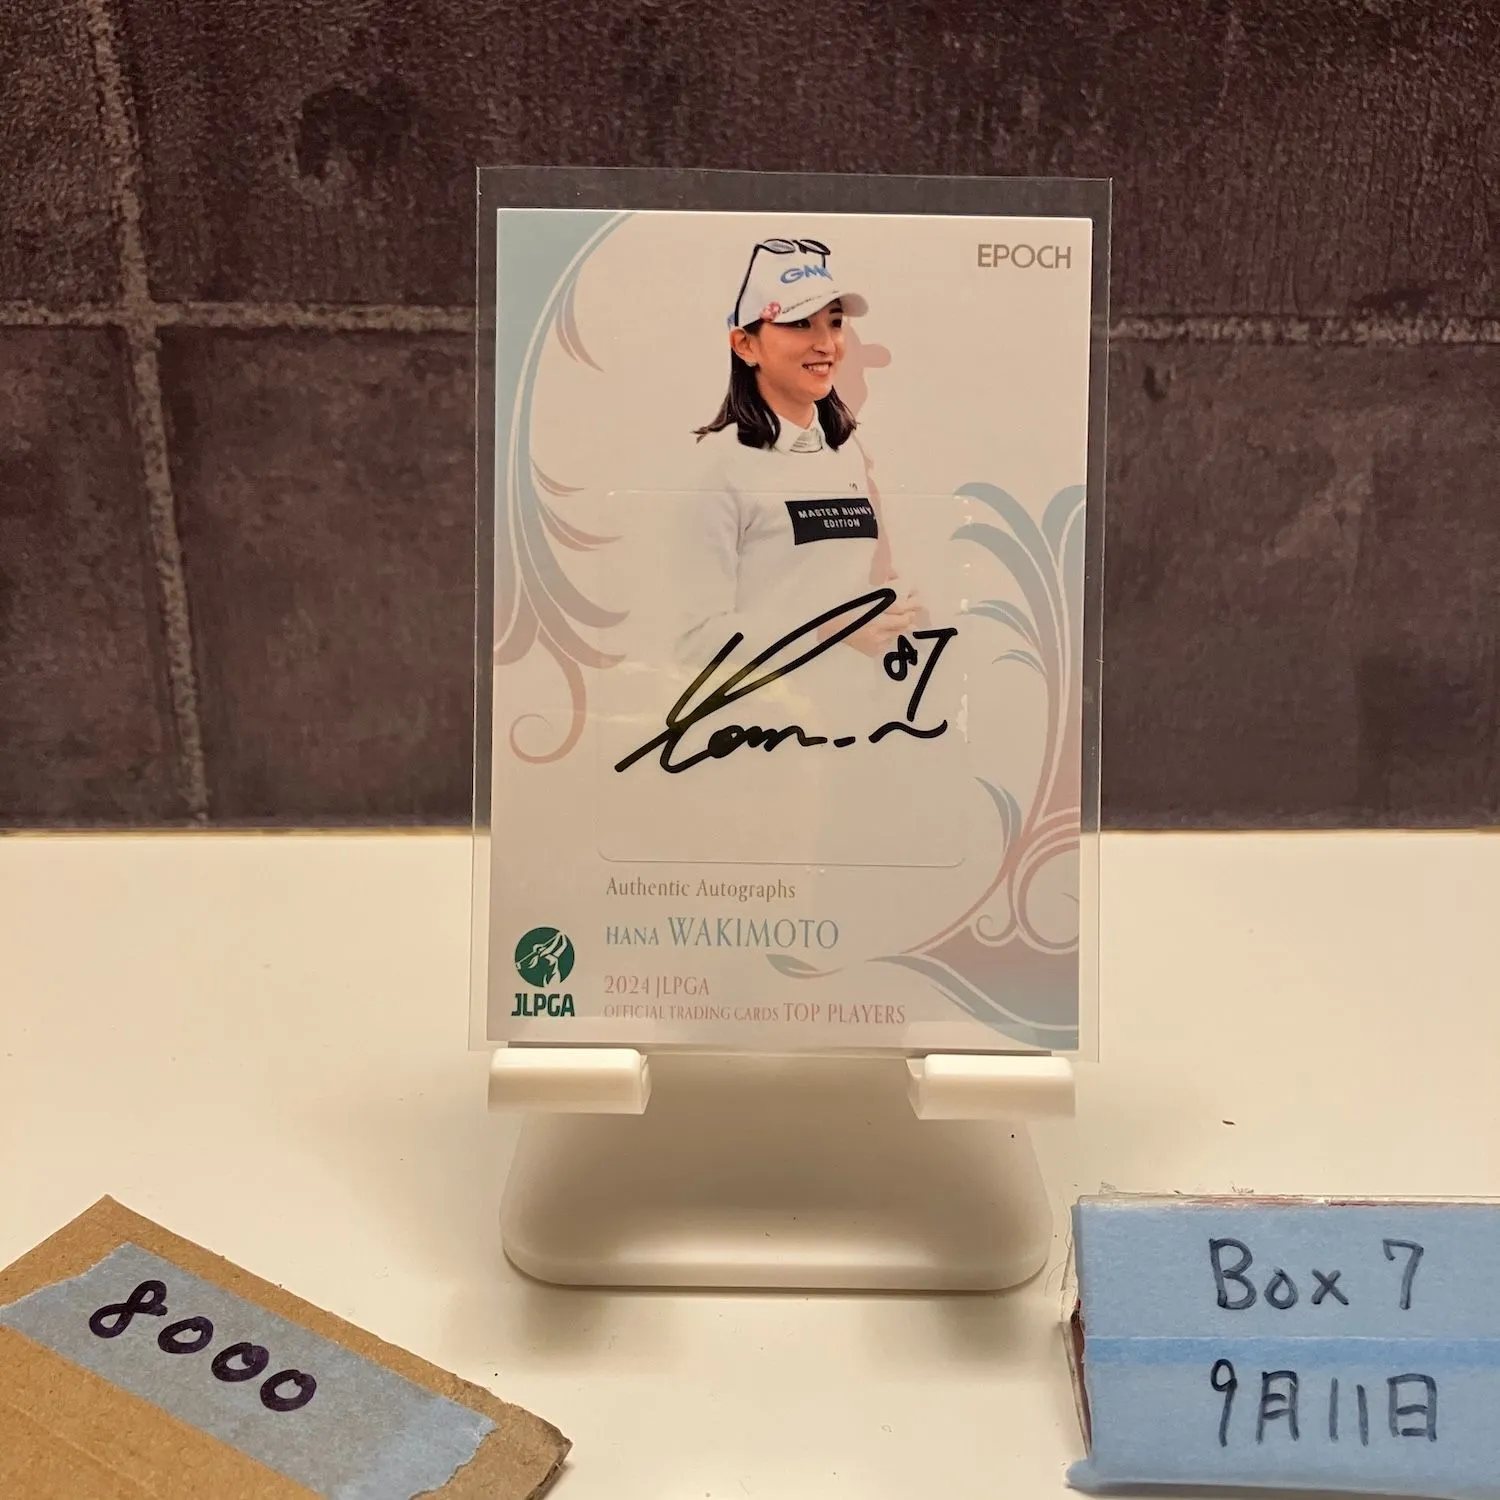 EPOCH
GMO
MASTER BUNNY
EDITION
87
Authentic Autographs
HANA WAKIMOTO
2024 JLPGA
OFFICIAL TRADING CARDS TOP PLAYERS
JLPGA
8000
Box 7
9月11日